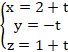 x = 2 + t
y = −t
z = 1 + t